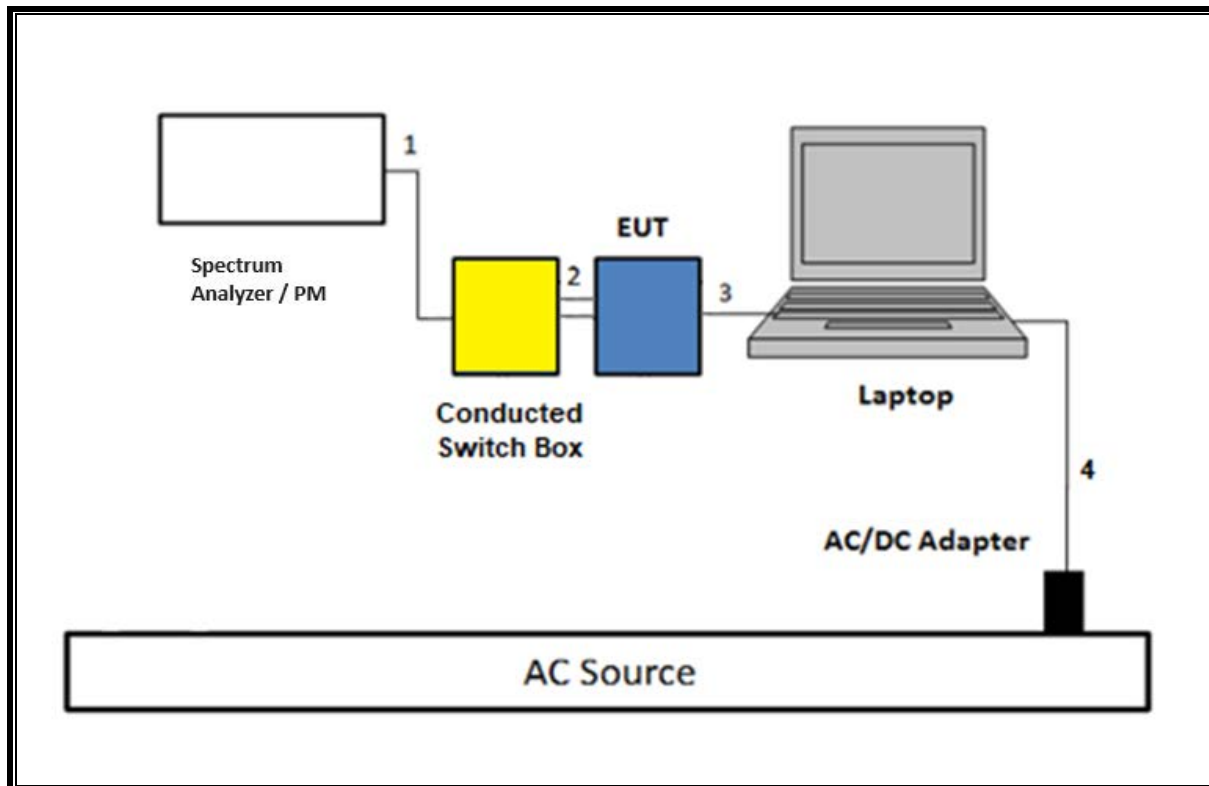 1
Spectrum
Analyzer / PM
EUT
2
3
Conducted
Switch Box
Laptop
4
AC/DC Adapter
AC Source